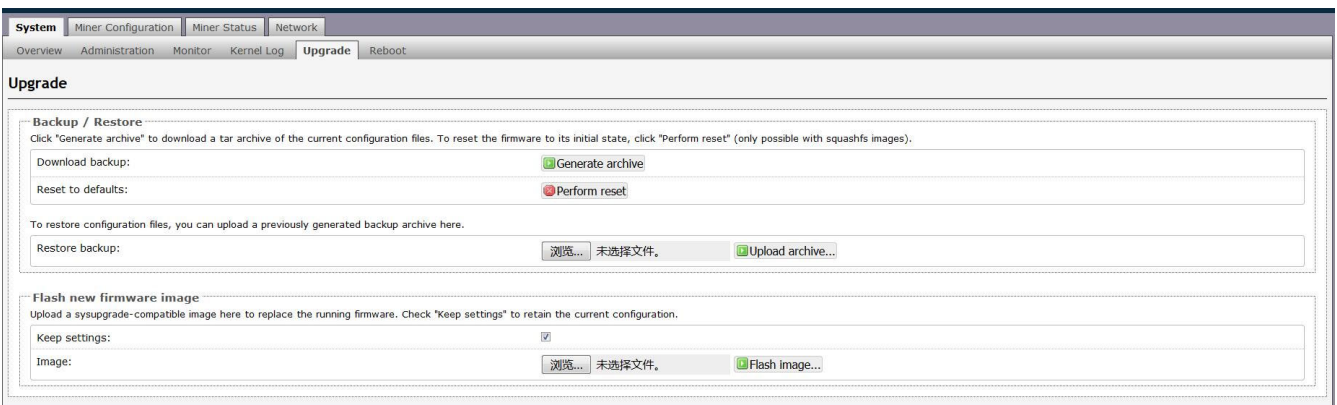 System Miner Configuration Miner Status Network
Overview Administration Monitor Kernel Log Upgrade Reboot
Upgrade
Backup / Restore
Click "Generate archive" to download a tar archive of the current configuration files. To reset the firmware to its initial state, click "Perform reset" (only possible with squashfs images).
Download backup: Generate archive
Reset to defaults: Perform reset
To restore configuration files, you can upload a previously generated backup archive here.
Restore backup: 浏览... 未选择文件。 Upload archive...
Flash new firmware image
Upload a sysupgrade-compatible image here to replace the running firmware. Check "Keep settings" to retain the current configuration.
Keep settings:
Image: 浏览... 未选择文件。 Flash image...